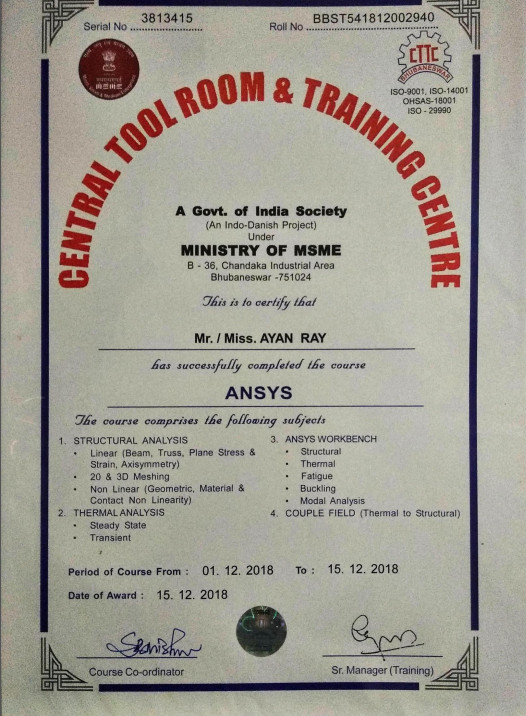 Serial No 3813415
Roll No BBST541812002940
CTTC
BHUBANESWAR
ISO-9001, ISO-14001
OHSAS-18001
ISO - 29990
CENTRAL TOOL ROOM & TRAINING CENTRE
A Govt. of India Society
(An Indo-Danish Project)
Under
MINISTRY OF MSME
B - 36, Chandaka Industrial Area
Bhubaneswar -751024
This is to certify that
Mr. / Miss. AYAN RAY
has successfully completed the course
ANSYS
The course comprises the following subjects
1. STRUCTURAL ANALYSIS
• Linear (Beam, Truss, Plane Stress &
Strain, Axisymmetry)
• 20 & 3D Meshing
• Non Linear (Geometric, Material &
Contact Non Linearity)
2. THERMAL ANALYSIS
• Steady State
• Transient
2
3. ANSYS WORKBENCH
• Structural
• Thermal
• Fatigue
• Buckling
• Modal Analysis
4. COUPLE FIELD (Thermal to Structural)
Period of Course From : 01. 12. 2018 To : 15. 12. 2018
Date of Award : 15. 12. 2018
Course Co-ordinator
Sr. Manager (Training)